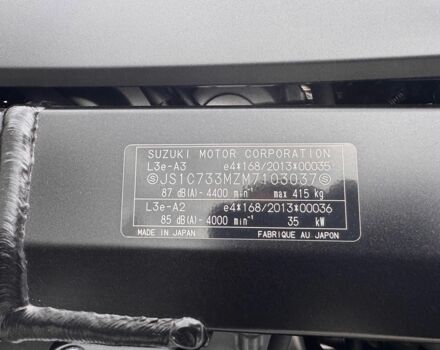 SUZUKI MOTOR CORPORATION
L3e-A3 e4*168/2013*00035
ⓈJS1C733MZM7103037Ⓢ
87 dB(A)- 4400 min⁻¹ max 415 kg
L3e-A2 e4*168/2013*00036
85 dB(A)- 4000 min⁻¹ 35 kW
MADE IN JAPAN FABRIQUE AU JAPON